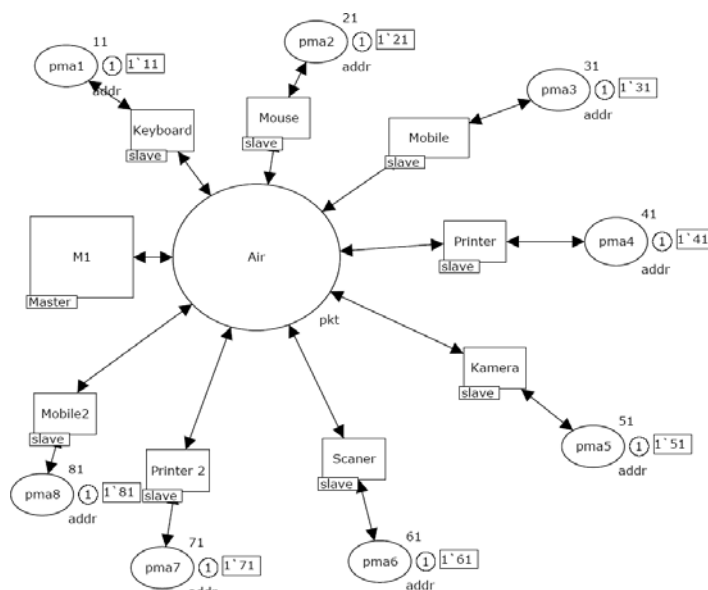 11
pma1
1
1`11
addr
Keyboard
slave
21
pma2
1
1`21
addr
Mouse
slave
31
pma3
1
1`31
addr
Mobile
slave
41
pma4
1
1`41
addr
Printer
slave
M1
Master
Air
pkt
Kamera
slave
51
pma5
1
1`51
addr
Mobile2
slave
81
pma8
1
1`81
addr
Printer 2
slave
71
pma7
1
1`71
addr
Scaner
slave
61
pma6
1
1`61
addr